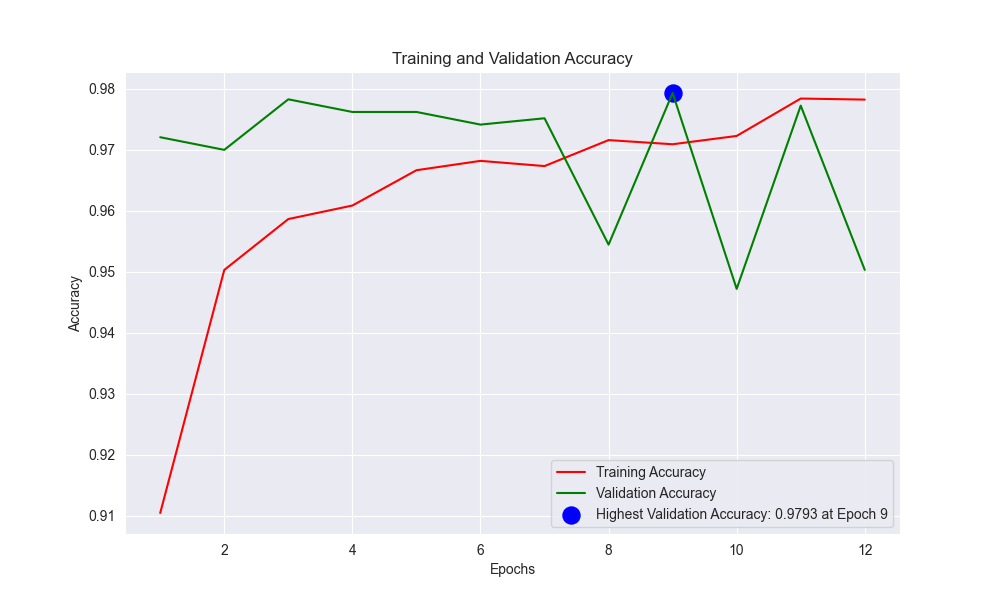 Training and Validation Accuracy
0.98
0.97
0.96
0.95
0.94
0.93
0.92
0.91
Accuracy
Training Accuracy
Validation Accuracy
Highest Validation Accuracy: 0.9793 at Epoch 9
2 4 6 8 10 12
Epochs